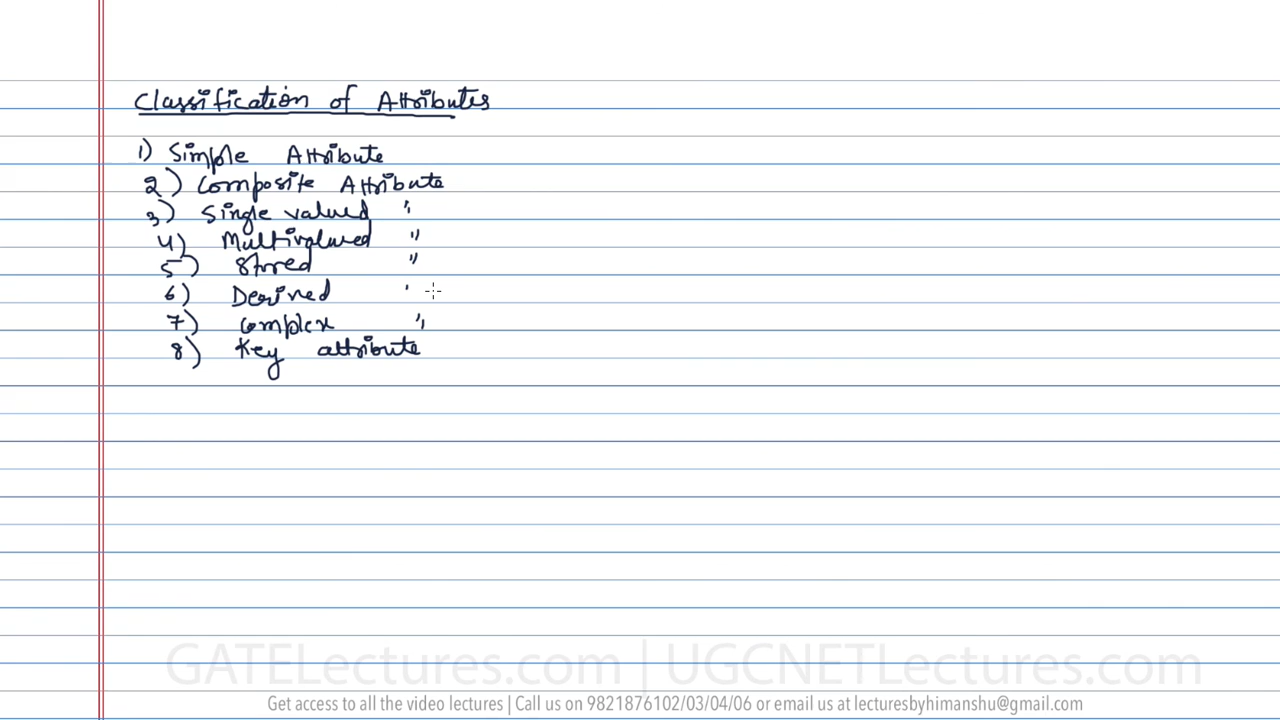 Classification of Attributes
1) Simple Attribute
2) Composite Attribute
3) Single valued "
4) Multivalued "
5) Stored "
6) Derived '
7) Complex "
8) Key attribute
GATELectures.com | UGCNETLectures.com
Get access to all the video lectures | Call us on 9821876102/03/04/06 or email us at lecturesbyhimanshu@gmail.com